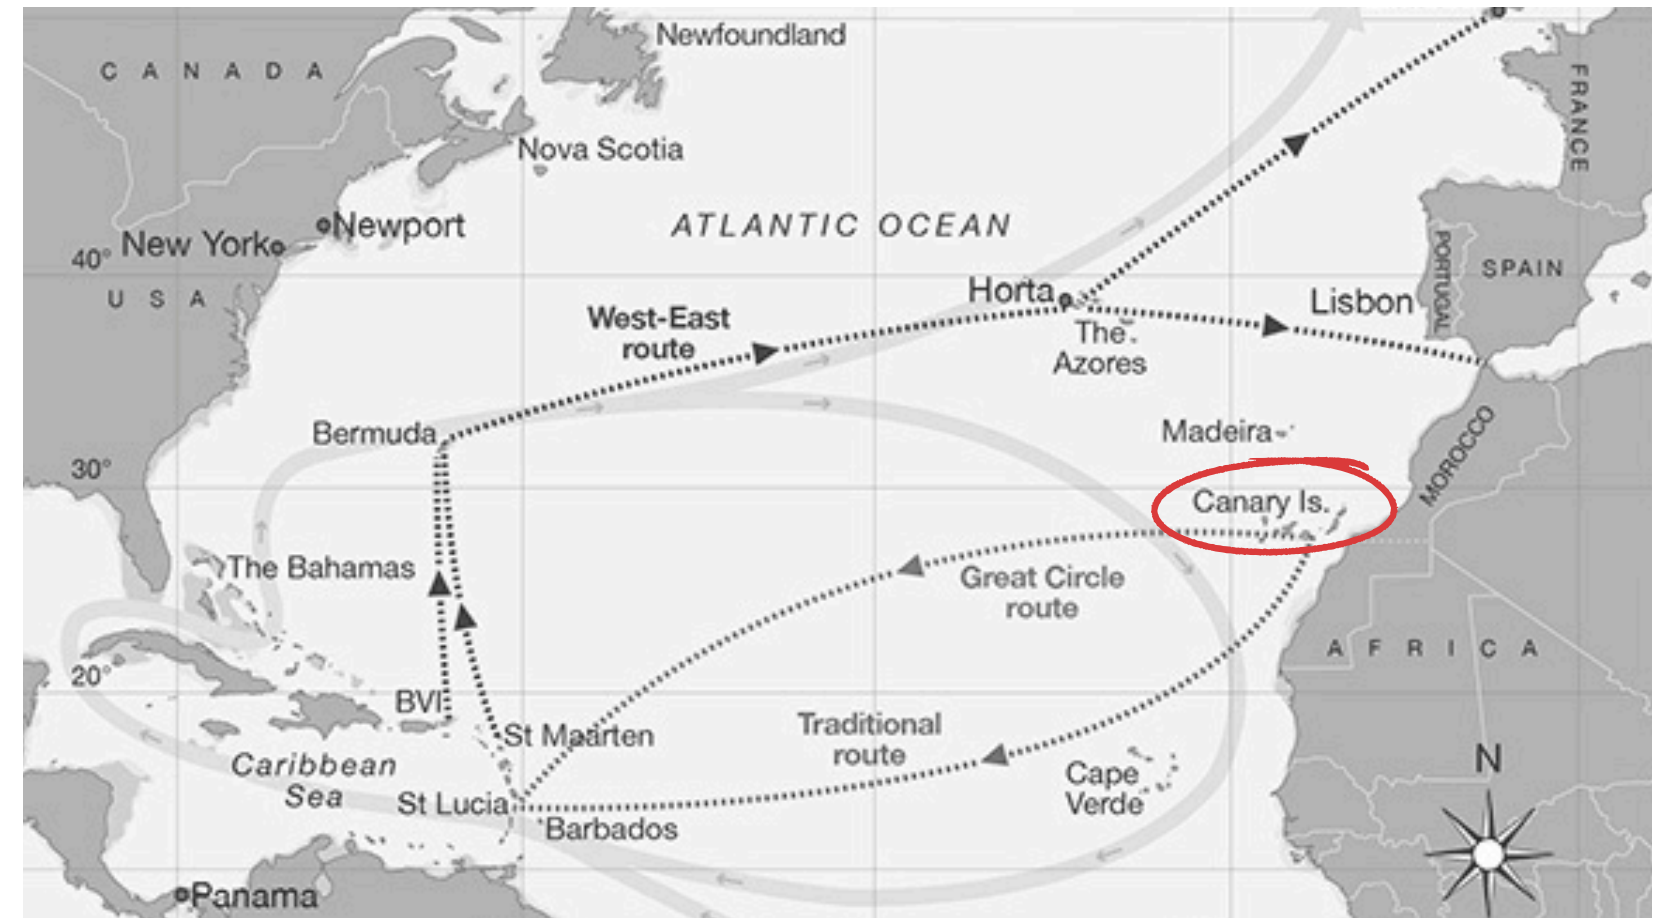 Newfoundland
CANADA
Nova Scotia
FRANCE
Newport
New York
ATLANTIC OCEAN
40°
USA
PORTUGAL
SPAIN
Horta
Lisbon
West-East
route
The
Azores
Bermuda
Madeira
MOROCCO
30°
Canary Is.
The Bahamas
Great Circle
route
AFRICA
20°
BVI
St Maarten
Traditional
route
N
Caribbean
Sea
Cape
Verde
St Lucia
Barbados
Panama